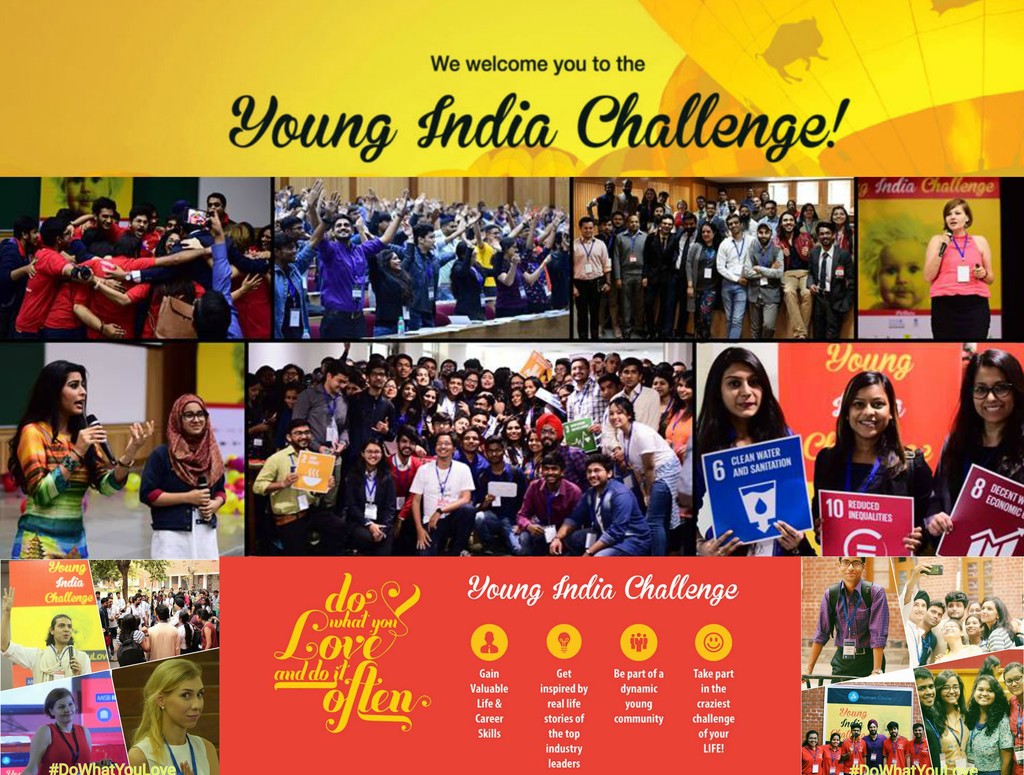 We welcome you to the
Young India Challenge!
g India Challenge
6 CLEAN WATER
AND SANITATION
10 REDUCED
INEQUALITIES
8 DECENT W
ECONOMIC
Young
India
Challenge
Young
India
Challenge
do
what you
Love
and do it
often
Young India Challenge
Gain
Valuable
Life &
Career
Skills
Get
inspired by
real life
stories of
the top
industry
leaders
Be part of a
dynamic
young
community
Take part
in the
craziest
challenge
of your
LIFE!
Young
India
#DoWhatYouLove
#DoWhatYouLove